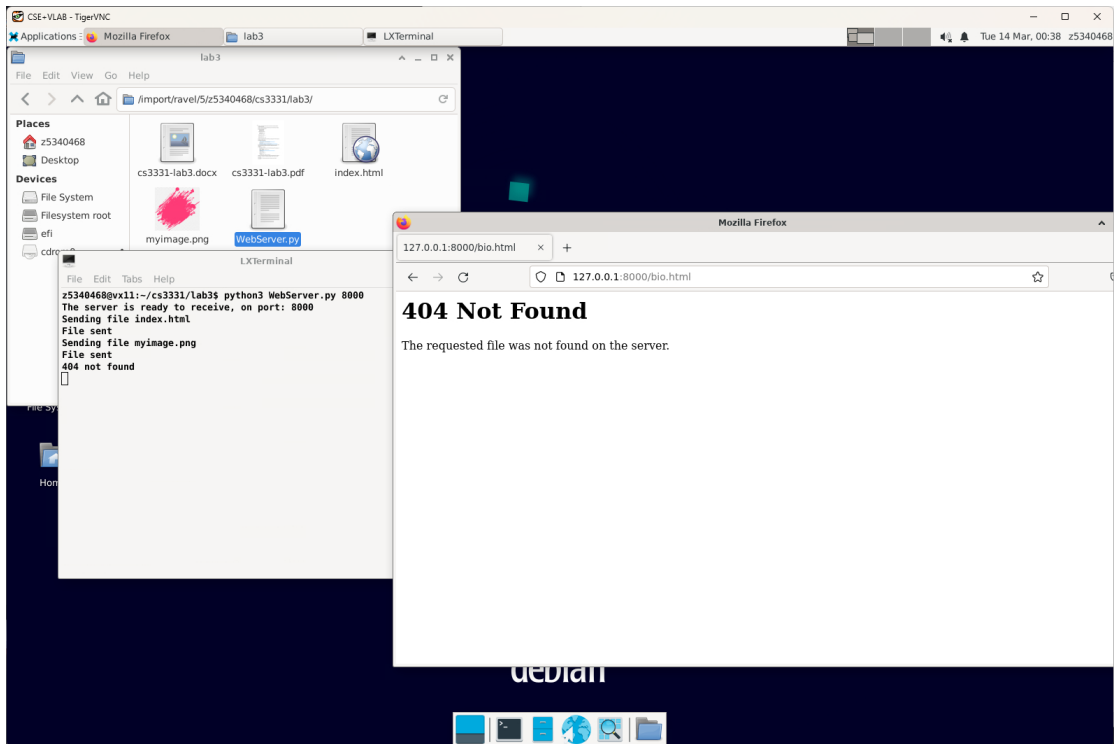 CSE+VLAB - TigerVNC
Applications Mozilla Firefox lab3 LXTerminal Tue 14 Mar, 00:38 z5340468
lab3
File Edit View Go Help
/import/ravel/5/z5340468/cs3331/lab3/
Places
z5340468
Desktop
Devices
File System
Filesystem root
efi
cs3331-lab3.docx cs3331-lab3.pdf index.html
myimage.png WebServer.py
LXTerminal
File Edit Tabs Help
z5340468@vx11:~/cs3331/lab3$ python3 WebServer.py 8000
The server is ready to receive, on port: 8000
Sending file index.html
File sent
Sending file myimage.png
File sent
404 not found
Mozilla Firefox
127.0.0.1:8000/bio.html
127.0.0.1:8000/bio.html
404 Not Found
The requested file was not found on the server.
debian